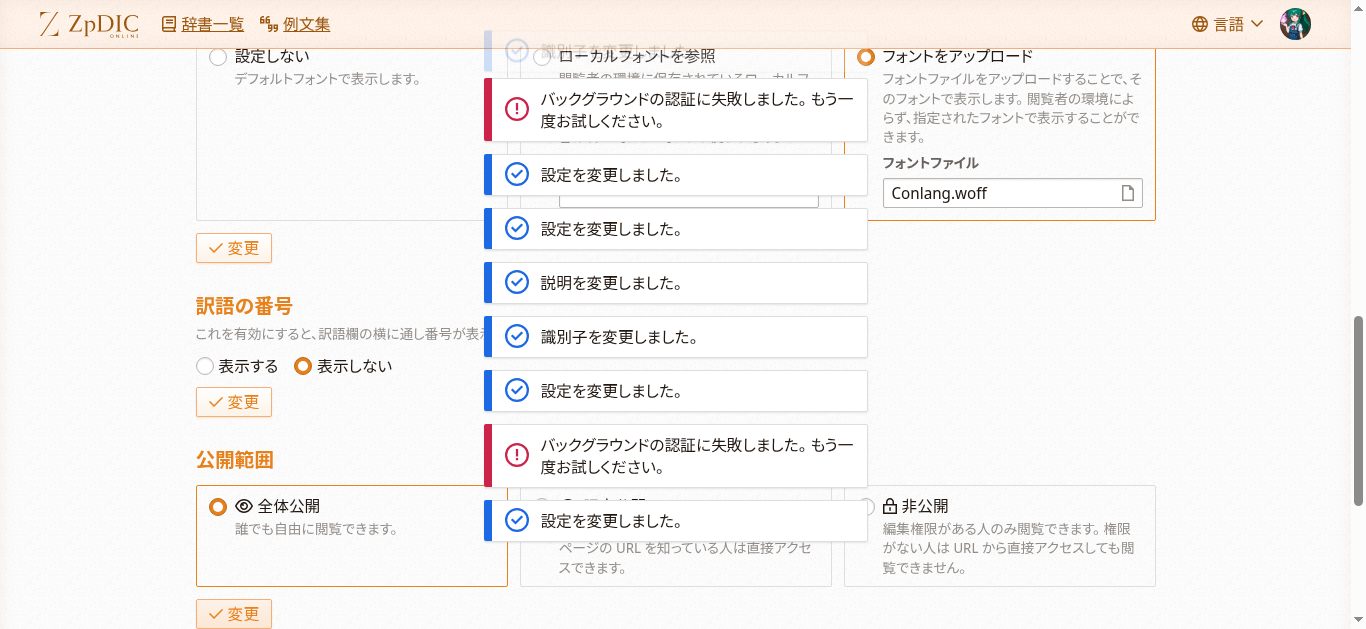 ZpDIC
ONLINE
辞書一覧
例文集
言語
設定しない
デフォルトフォントで表示します。
ローカルフォントを参照
フォントをアップロード
フォントファイルをアップロードすることで、そ
のフォントで表示します。閲覧者の環境によ
らず、指定されたフォントで表示することがで
きます。
フォントファイル
Conlang.woff
識別子を変更しました。
バックグラウンドの認証に失敗しました。もう一
度お試しください。
設定を変更しました。
設定を変更しました。
説明を変更しました。
識別子を変更しました。
設定を変更しました。
バックグラウンドの認証に失敗しました。もう一
度お試しください。
設定を変更しました。
変更
訳語の番号
これを有効にすると、訳語欄の横に通し番号が表
表示する
表示しない
変更
公開範囲
全体公開
誰でも自由に閲覧できます。
ページの URL を知っている人は直接アクセ
スできます。
非公開
編集権限がある人のみ閲覧できます。権限
がない人は URL から直接アクセスしても閲
覧できません。
変更